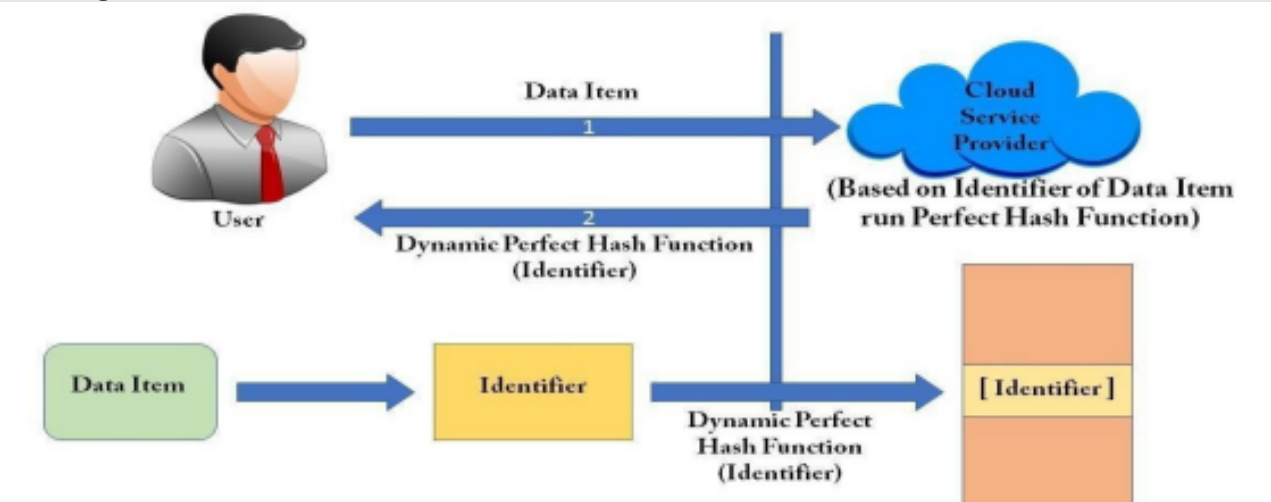 Data Item
1
Cloud
Service
Provider
(Based on Identifier of Data Item
run Perfect Hash Function)
User
2
Dynamic Perfect Hash Function
(Identifier)
Data Item
Identifier
[ Identifier ]
Dynamic Perfect
Hash Function
(Identifier)